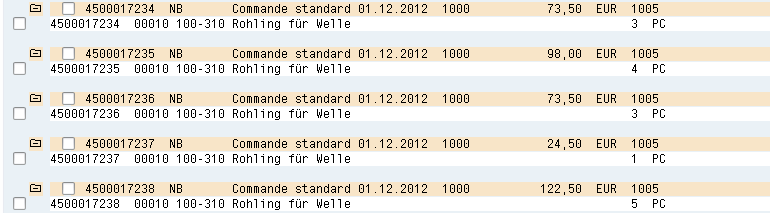 4500017234 NB Commande standard 01.12.2012 1000 73,50 EUR 1005
4500017234 00010 100-310 Rohling für Welle 3 PC
4500017235 NB Commande standard 01.12.2012 1000 98,00 EUR 1005
4500017235 00010 100-310 Rohling für Welle 4 PC
4500017236 NB Commande standard 01.12.2012 1000 73,50 EUR 1005
4500017236 00010 100-310 Rohling für Welle 3 PC
4500017237 NB Commande standard 01.12.2012 1000 24,50 EUR 1005
4500017237 00010 100-310 Rohling für Welle 1 PC
4500017238 NB Commande standard 01.12.2012 1000 122,50 EUR 1005
4500017238 00010 100-310 Rohling für Welle 5 PC